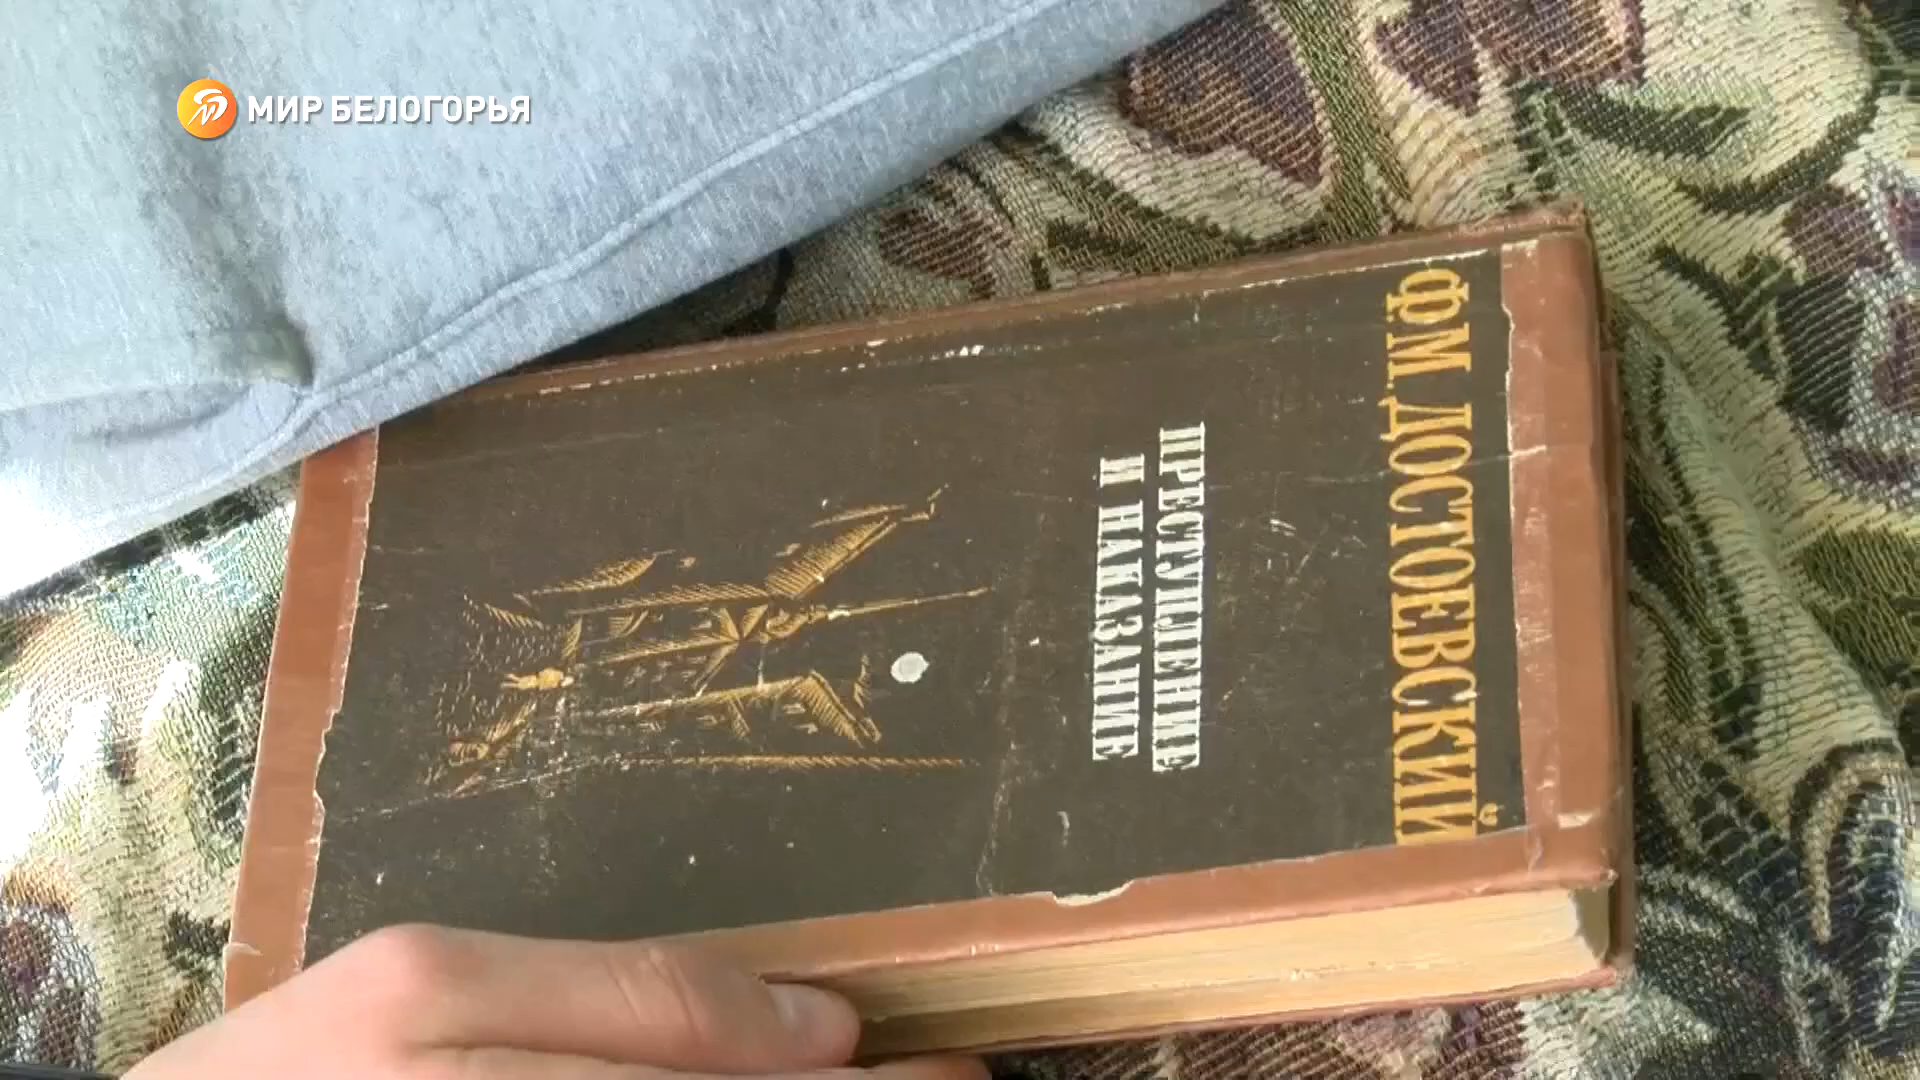 МИР БЕЛОГОРЬЯ
Ф.М. ДОСТОЕВСКИЙ
ПРЕСТУПЛЕНИЕ
И НАКАЗАНИЕ